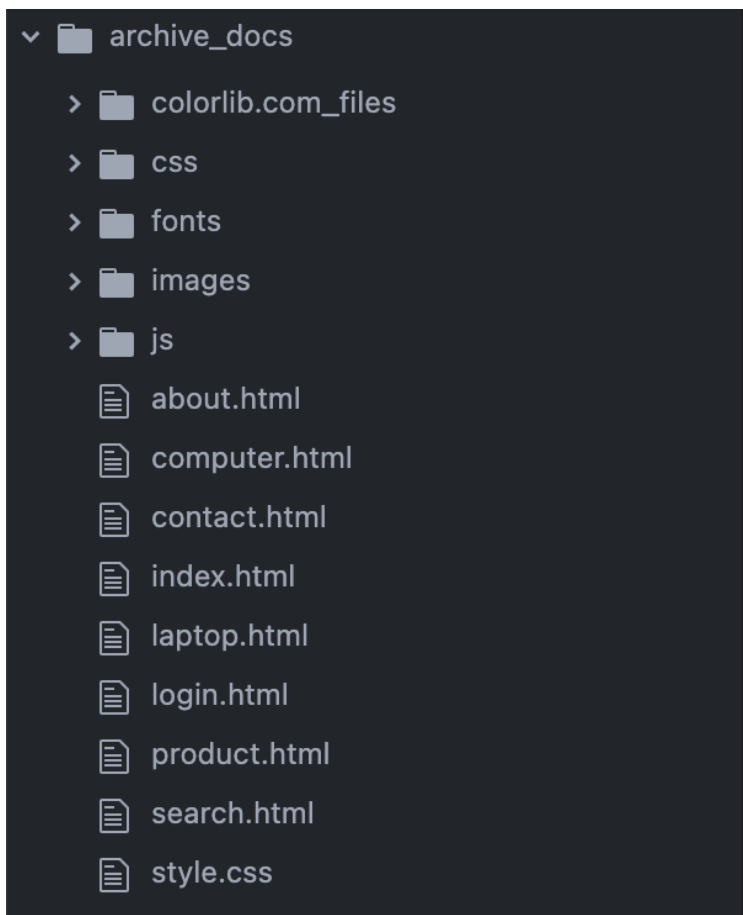 archive_docs
colorlib.com_files
css
fonts
images
js
about.html
computer.html
contact.html
index.html
laptop.html
login.html
product.html
search.html
style.css